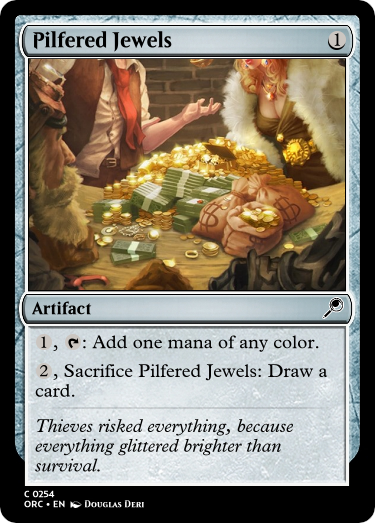 Pilfered Jewels 1
Artifact
1, : Add one mana of any color.
2, Sacrifice Pilfered Jewels: Draw a
card.
Thieves risked everything, because
everything glittered brighter than
survival.
C 0254
ORC • EN Douglas Deri